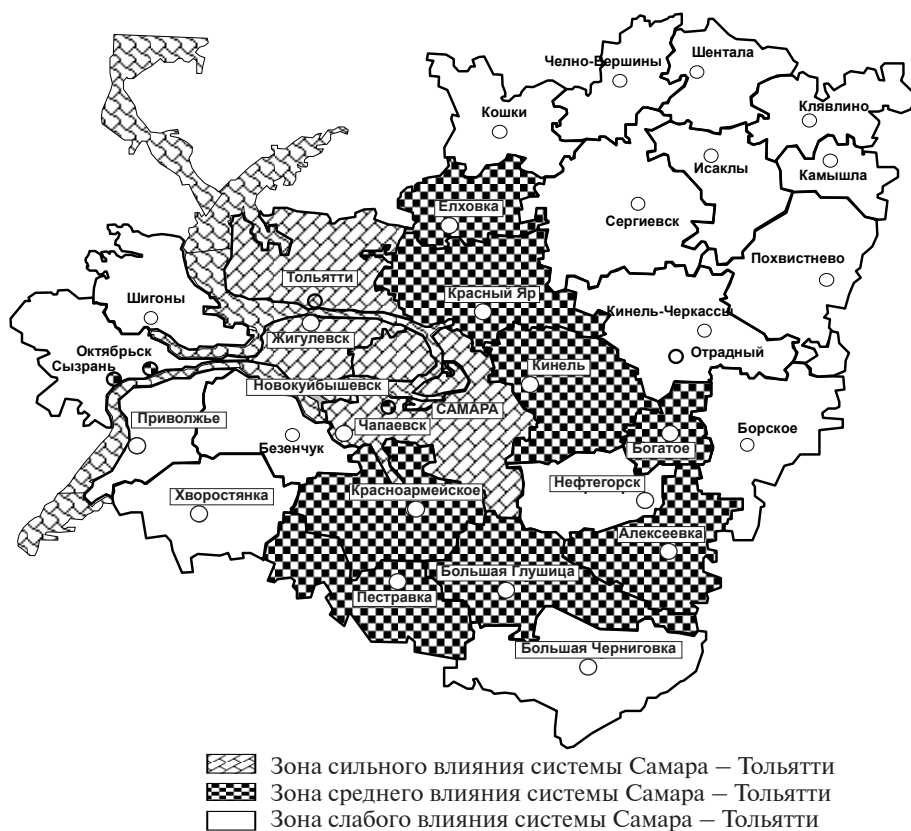 Челно-Вершины
Шентала
Кошки
Клявлино
Исаклы
Камышла
Елховка
Сергиевск
Похвистнево
Тольятти
Красный Яр
Шигоны
Кинель-Черкассы
Жигулевск
Отрадный
Октябрьск
Сызрань
Кинель
Новокуйбышевск
САМАРА
Приволжье
Чапаевск
Безенчук
Богатое
Борское
Нефтегорск
Хворостянка
Красноармейское
Алексеевка
Большая Глушица
Пестравка
Большая Черниговка
Зона сильного влияния системы Самара – Тольятти
Зона среднего влияния системы Самара – Тольятти
Зона слабого влияния системы Самара – Тольятти